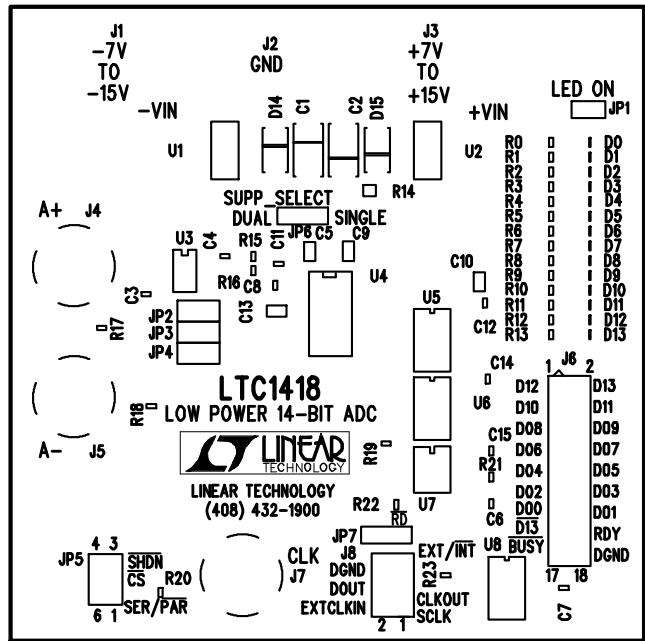 J1
−7V
TO
−15V
J2
GND
J3
+7V
TO
+15V
LED ON
JP1
−VIN
D14
C1
C2
D15
+VIN
U1
U2
R14
R0 D0
R1 D1
R2 D2
R3 D3
R4 D4
R5 D5
R6 D6
R7 D7
R8 D8
R9 D9
R10 D10
R11 D11
R12 D12
R13 D13
SUPP_SELECT
DUAL SINGLE
JP6
A+ J4
U3
C4
R15
C11
C5
C9
R16
C8
U4
C10
C3
C13
U5
C12
R17
JP2
JP3
JP4
C14
1 J6 2
LTC1418
LOW POWER 14-BIT ADC
R18
A−
J5
U6
D12 D13
D10 D11
D08 D09
D06 D07
D04 D05
D02 D03
D00 D01
D13 RDY
BUSY DGND
17 18
C15
R21
C6
R19
LINEAR
TECHNOLOGY
LINEAR TECHNOLOGY
(408) 432-1900
U7
R22
RD
JP7
U8
4 3
JP5
SHDN
CS
6 1
SER/PAR
R20
CLK
J7
J8
DGND
DOUT
EXTCLKIN
EXT/INT
R23
CLKOUT
SCLK
2 1
C7